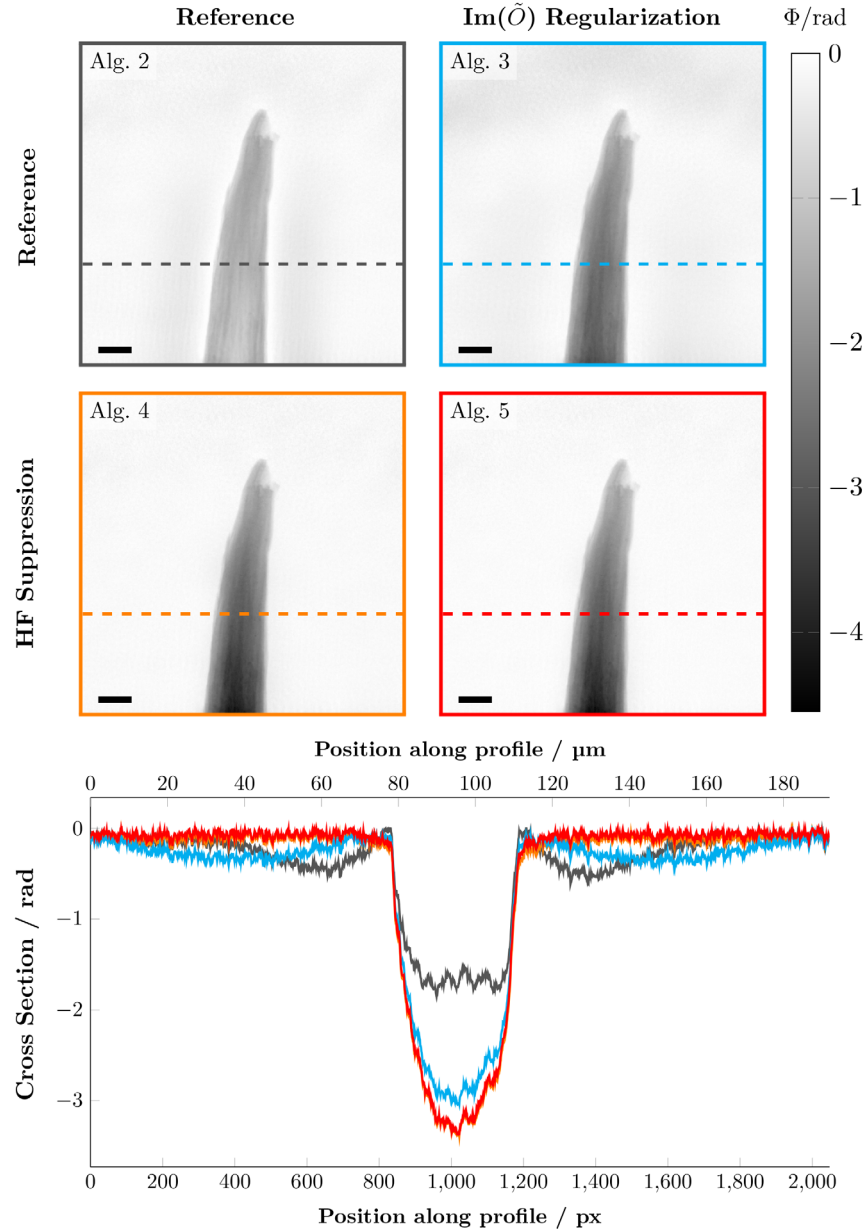 Reference
Im(Õ) Regularization
Φ/rad
Alg. 2
Alg. 3
0
−1
−2
−3
−4
Reference
Alg. 4
Alg. 5
HF Suppression
Position along profile / µm
0 20 40 60 80 100 120 140 160 180
0
−1
−2
−3
Cross Section / rad
0 200 400 600 800 1,000 1,200 1,400 1,600 1,800 2,000
Position along profile / px